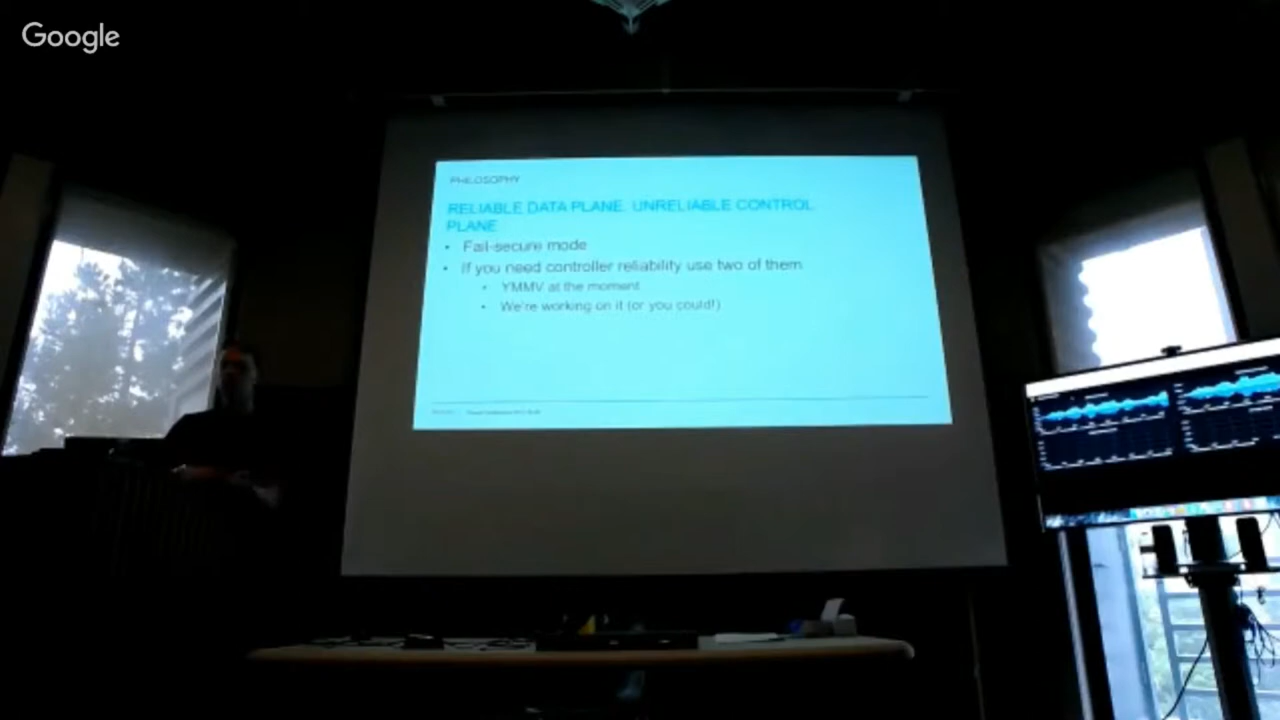 Google
PHILOSOPHY
RELIABLE DATA PLANE, UNRELIABLE CONTROL
PLANE
• Fail-secure mode
• If you need controller reliability use two of them
• YMMV at the moment
• We're working on it (or you could!)